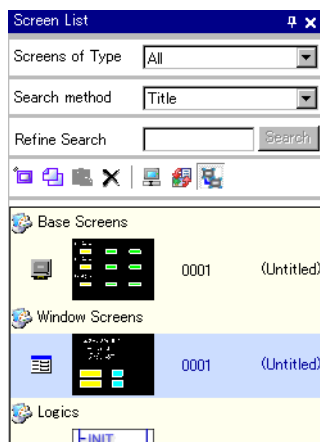 Screen List
Screens of Type All
Search method Title
Refine Search Search
Base Screens
0001 (Untitled)
Window Screens
0001 (Untitled)
Logics
INIT